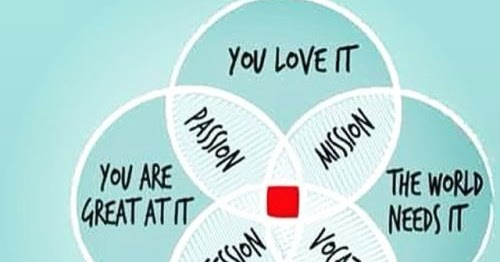 YOU LOVE IT
PASSION
MISSION
YOU ARE
GREAT AT IT
THE WORLD
NEEDS IT